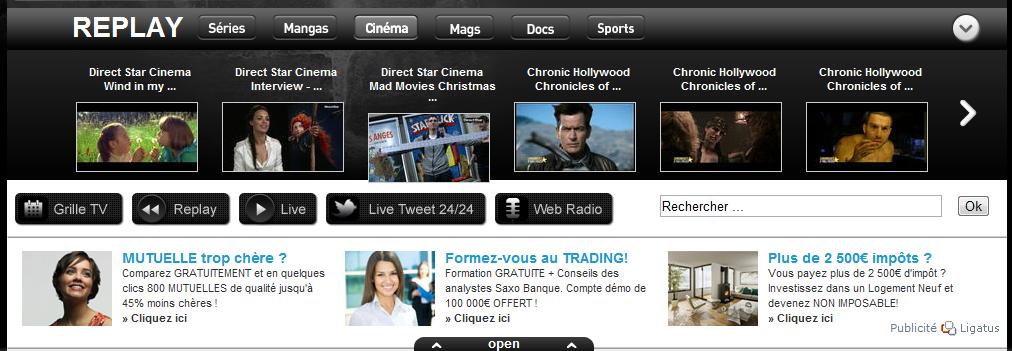 REPLAY Séries Mangas Cinéma Mags Docs Sports
Direct Star Cinema
Wind in my ...
Direct Star Cinema
Interview - ...
Direct Star Cinema
Mad Movies Christmas
...
Chronic Hollywood
Chronicles of ...
Chronic Hollywood
Chronicles of ...
Chronic Hollywood
Chronicles of ...
Grille TV Replay Live Live Tweet 24/24 Web Radio Rechercher ... Ok
MUTUELLE trop chère ?
Comparez GRATUITEMENT et en quelques
clics 800 MUTUELLES de qualité jusqu'à
45% moins chères !
» Cliquez ici
Formez-vous au TRADING!
Formation GRATUITE + Conseils des
analystes Saxo Banque. Compte démo de
100 000€ OFFERT !
» Cliquez ici
Plus de 2 500€ impôts ?
Vous payez plus de 2 500€ d'impôt ?
Investissez dans un Logement Neuf et
devenez NON IMPOSABLE!
» Cliquez ici
Publicité Ligatus
open